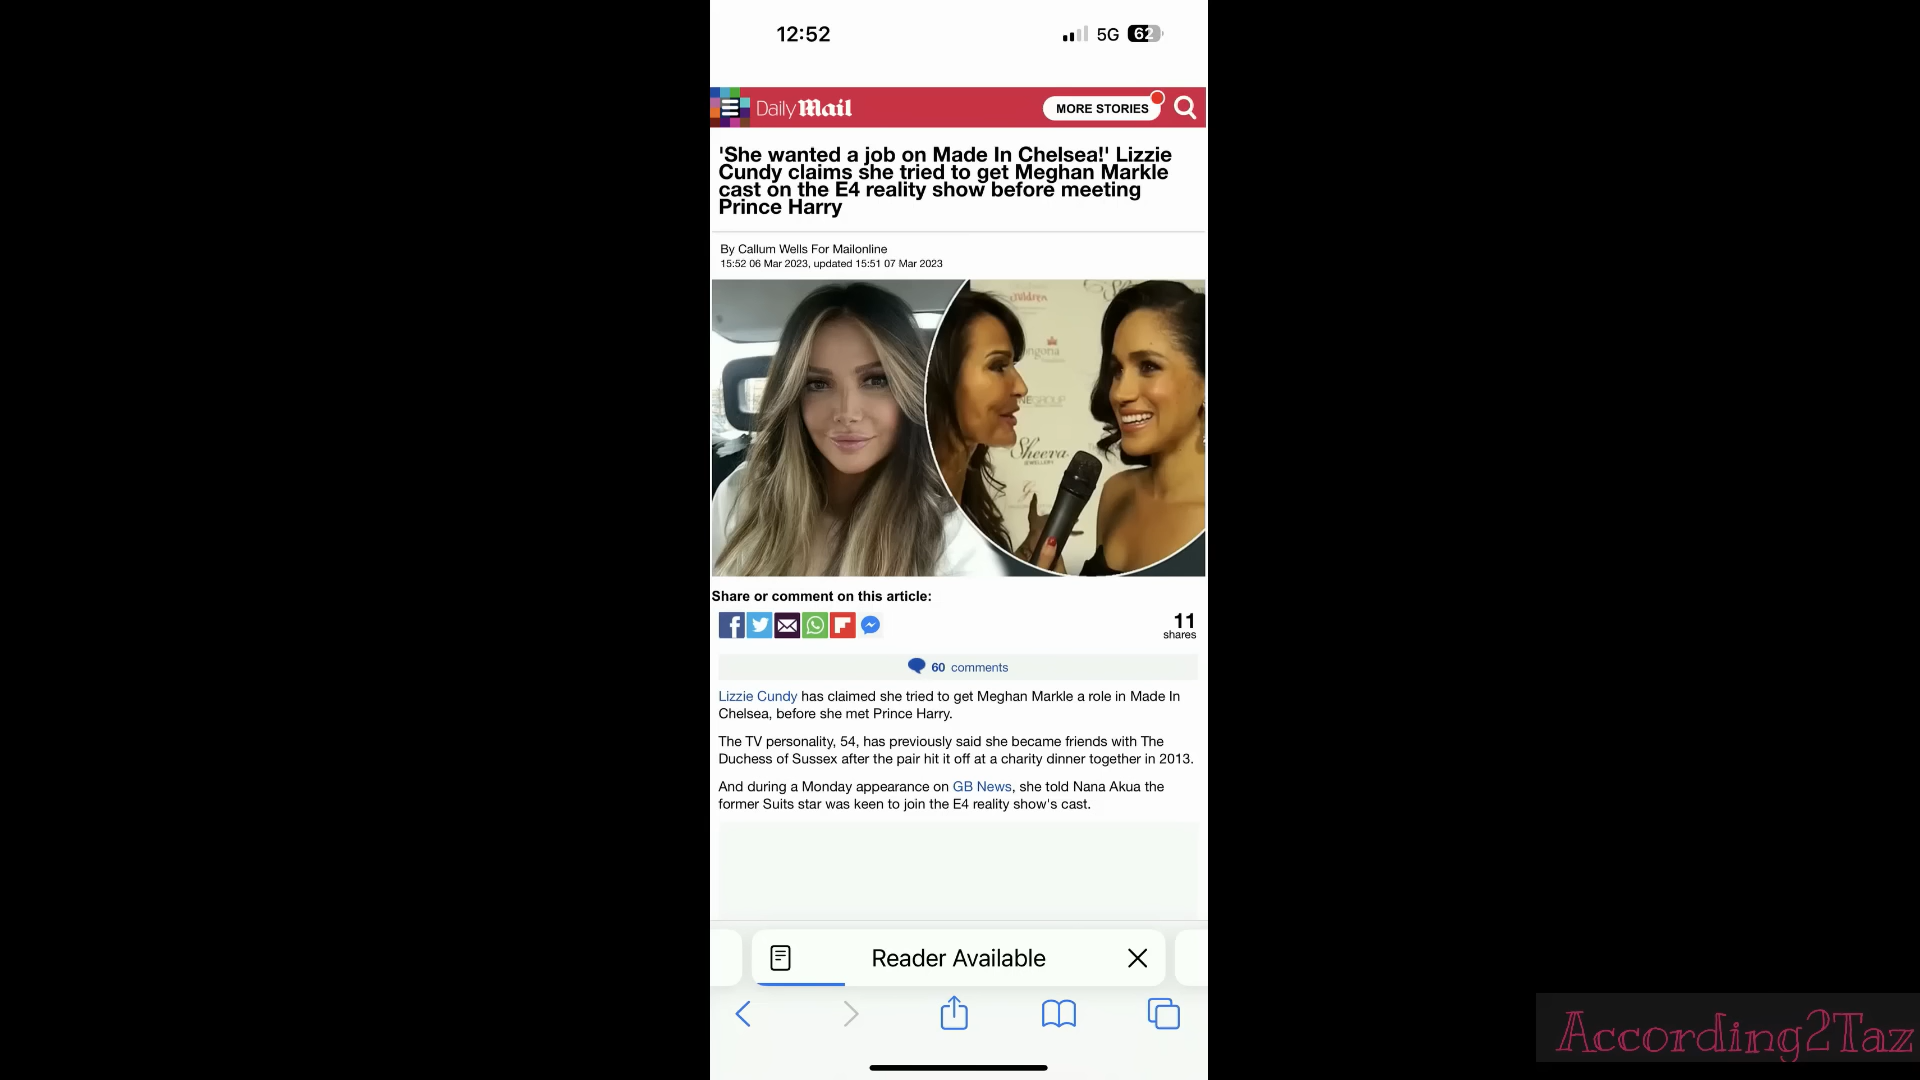 12:52
5G 62
Daily Mail
MORE STORIES
'She wanted a job on Made In Chelsea!' Lizzie
Cundy claims she tried to get Meghan Markle
cast on the E4 reality show before meeting
Prince Harry
By Callum Wells For Mailonline
15:52 06 Mar 2023, updated 15:51 07 Mar 2023
Sheeva
JEWELLERY
Share or comment on this article:
11
shares
60 comments
Lizzie Cundy has claimed she tried to get Meghan Markle a role in Made In
Chelsea, before she met Prince Harry.
The TV personality, 54, has previously said she became friends with The
Duchess of Sussex after the pair hit it off at a charity dinner together in 2013.
And during a Monday appearance on GB News, she told Nana Akua the
former Suits star was keen to join the E4 reality show's cast.
Reader Available
According2Taz